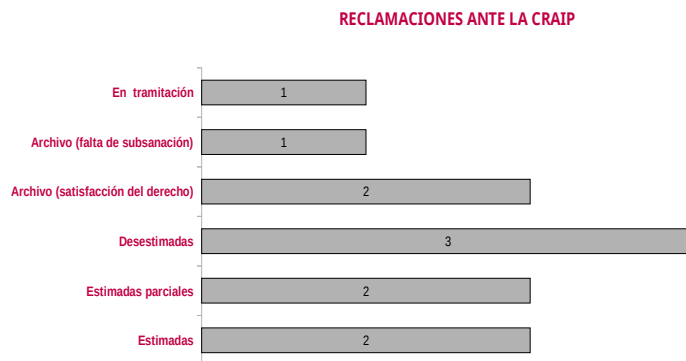 RECLAMACIONES ANTE LA CRAIP
En tramitación
1
Archivo (falta de subsanación)
1
Archivo (satisfacción del derecho)
2
Desestimadas
3
Estimadas parciales
2
Estimadas
2